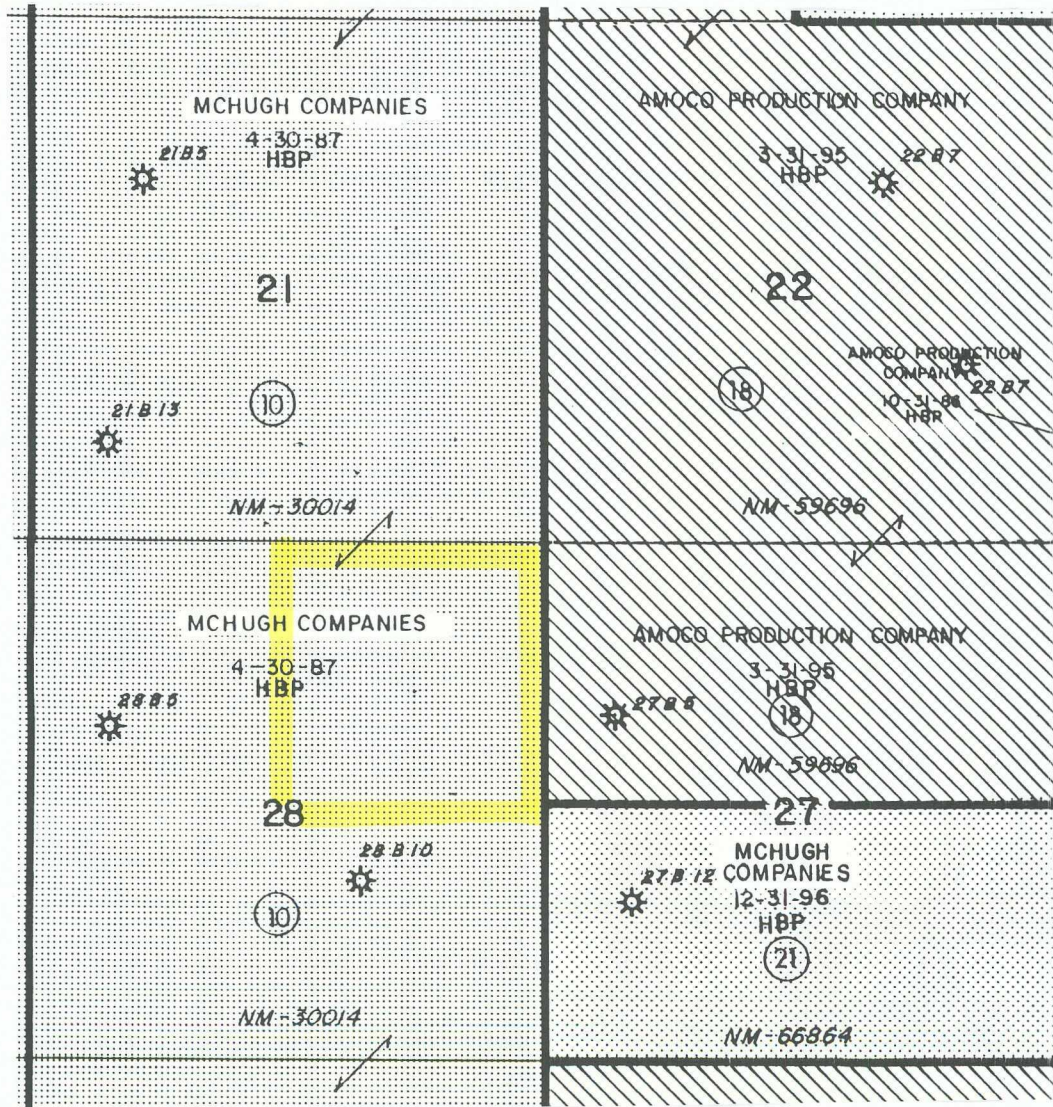 MCHUGH COMPANIES
4-30-87
HBP
21B5
21
21B13
10
NM-30014
AMOCO PRODUCTION COMPANY
3-31-95
HBP
22B7
22
AMOCO PRODUCTION
COMPANY
22B7
10-31-86
HBP
18
NM-59696
MCHUGH COMPANIES
4-30-87
HBP
28B5
28
28B10
10
NM-30014
AMOCO PRODUCTION COMPANY
3-31-95
HBP
27B5
18
NM-59696
27
MCHUGH
COMPANIES
27B12
12-31-96
HBP
21
NM-66864